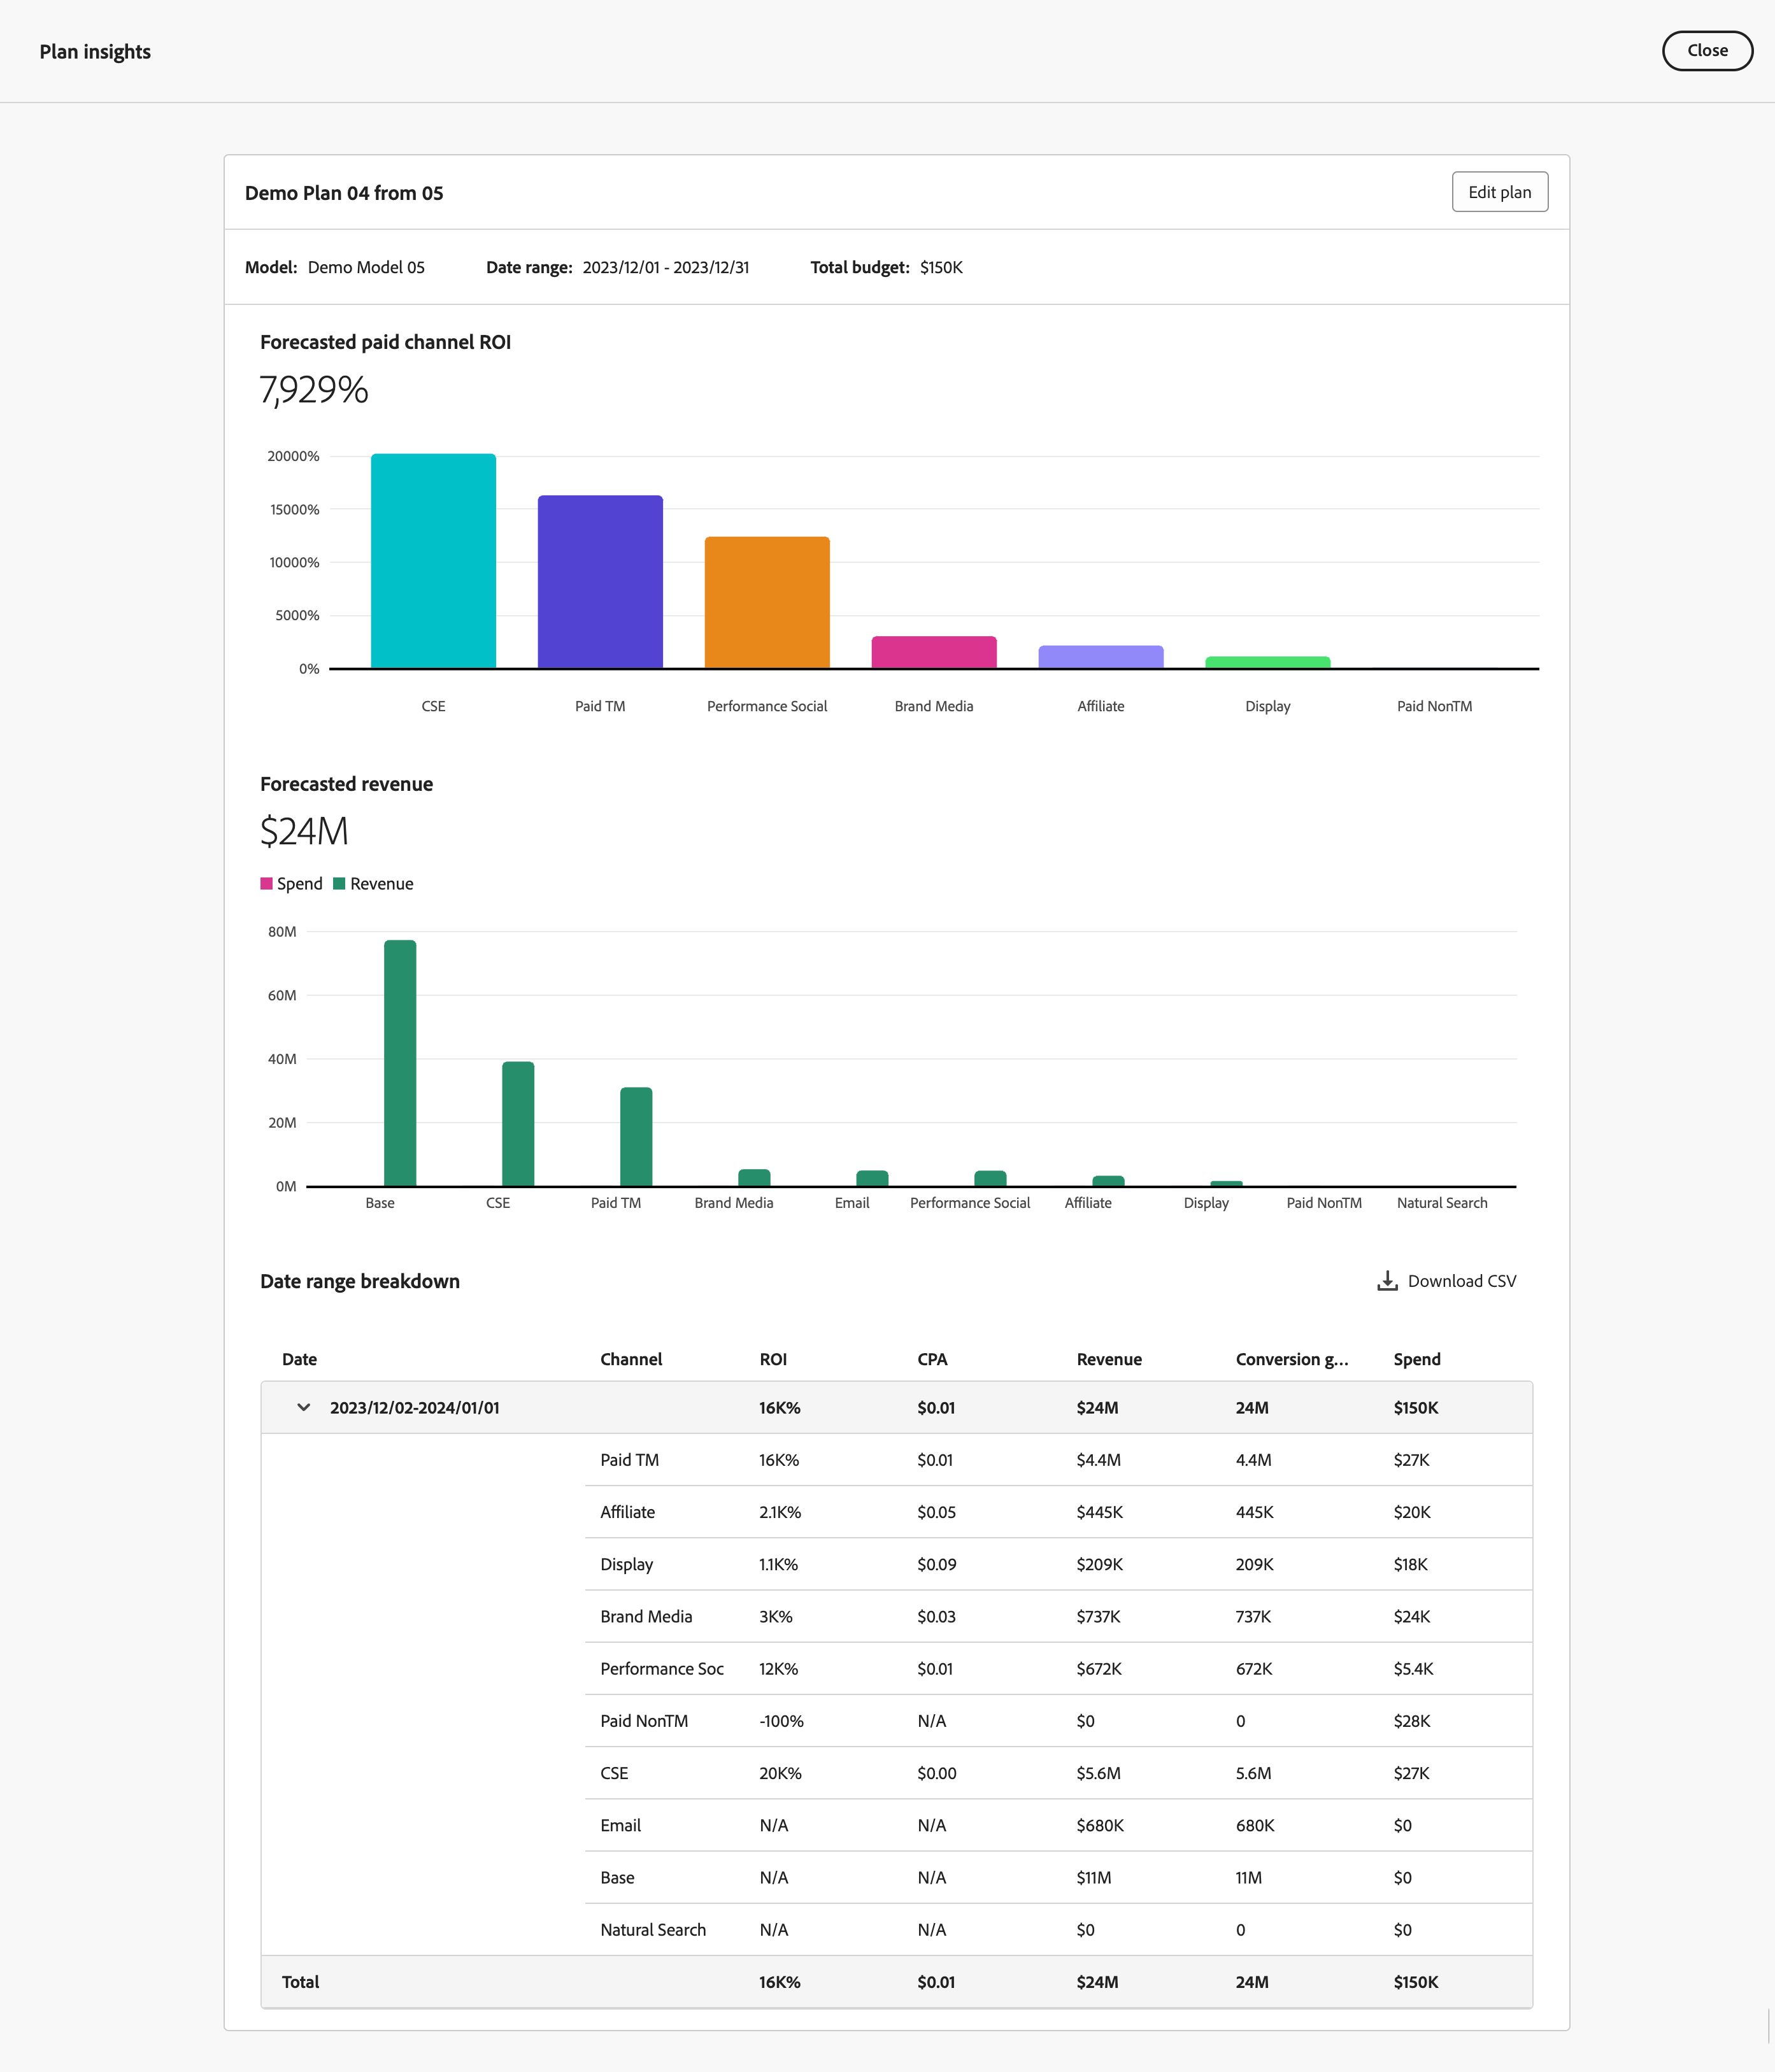 Plan insights
Close
Demo Plan 04 from 05
Edit plan
Model: Demo Model 05 Date range: 2023/12/01 - 2023/12/31 Total budget: $150K
Forecasted paid channel ROI
7,929%
20000%
15000%
10000%
5000%
0%
CSE Paid TM Performance Social Brand Media Affiliate Display Paid NonTM
Forecasted revenue
$24M
Spend Revenue
80M
60M
40M
20M
0M
Base CSE Paid TM Brand Media Email Performance Social Affiliate Display Paid NonTM Natural Search
Date range breakdown
Download CSV
Date Channel ROI CPA Revenue Conversion g... Spend
2023/12/02-2024/01/01 16K% $0.01 $24M 24M $150K
Paid TM 16K% $0.01 $4.4M 4.4M $27K
Affiliate 2.1K% $0.05 $445K 445K $20K
Display 1.1K% $0.09 $209K 209K $18K
Brand Media 3K% $0.03 $737K 737K $24K
Performance Soc 12K% $0.01 $672K 672K $5.4K
Paid NonTM -100% N/A $0 0 $28K
CSE 20K% $0.00 $5.6M 5.6M $27K
Email N/A N/A $680K 680K $0
Base N/A N/A $11M 11M $0
Natural Search N/A N/A $0 0 $0
Total 16K% $0.01 $24M 24M $150K